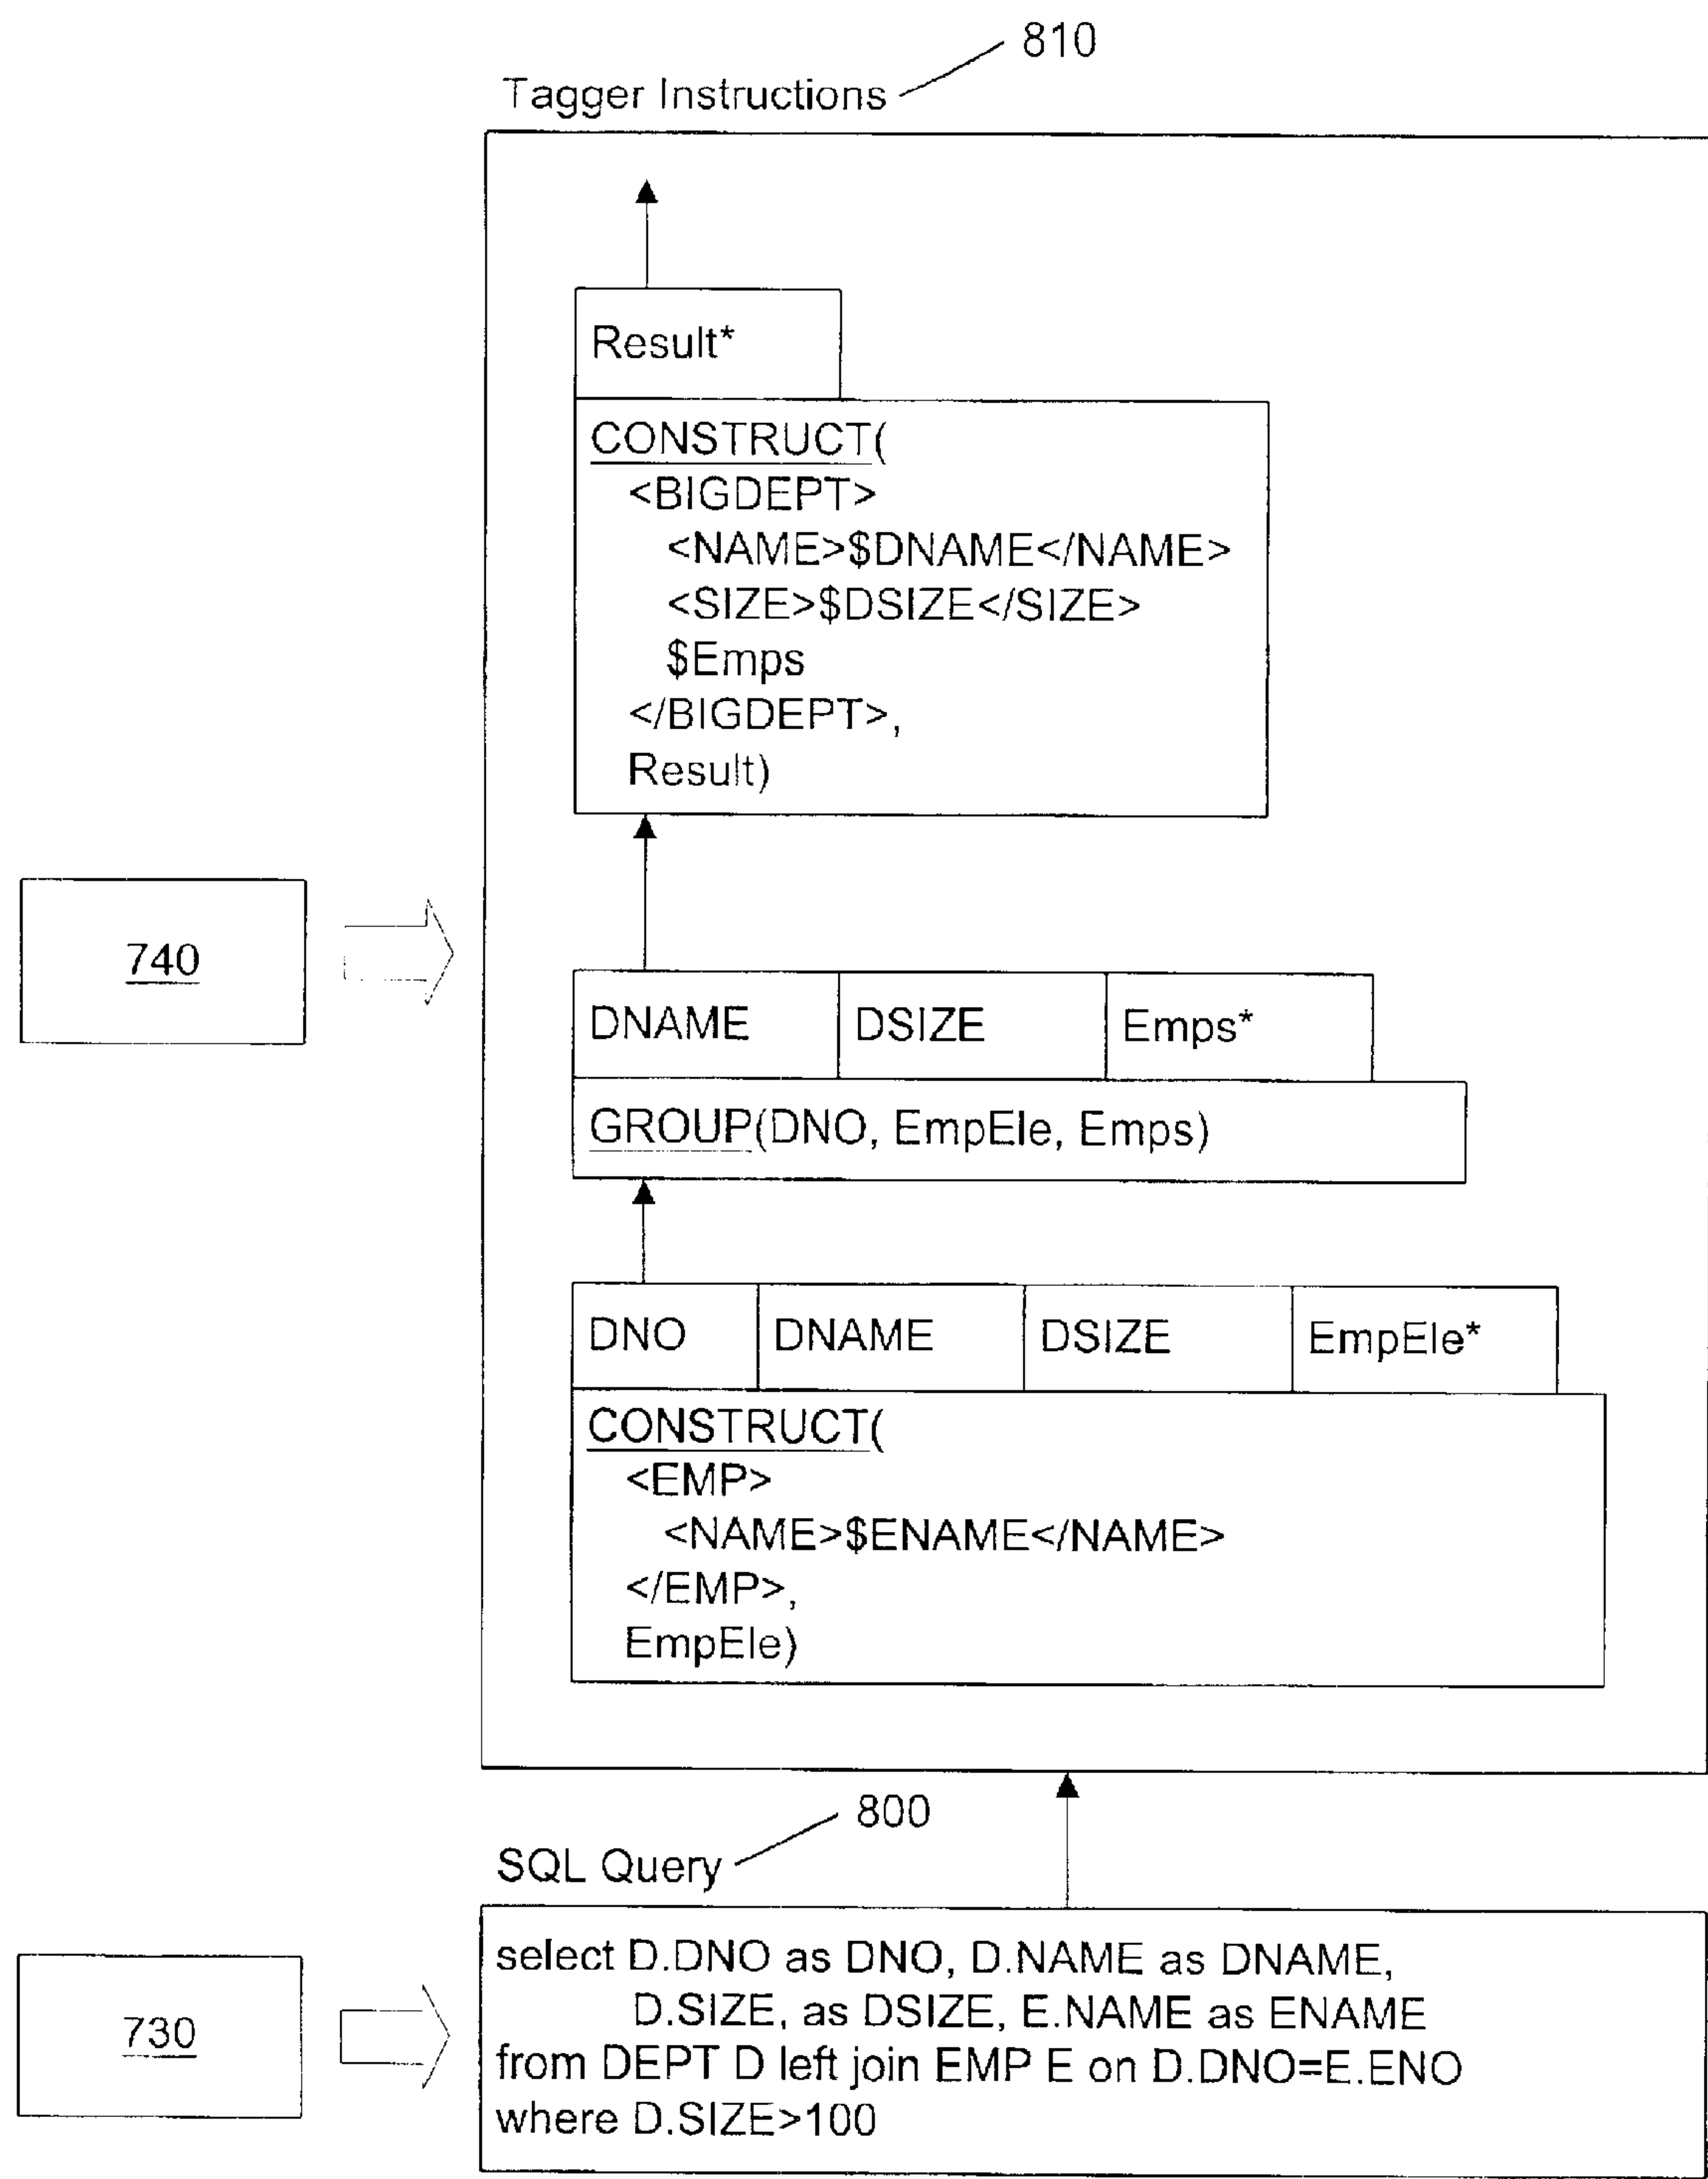 810
Tagger Instructions
Result*
CONSTRUCT(
<BIGDEPT>
<NAME>$DNAME</NAME>
<SIZE>$DSIZE</SIZE>
$Emps
</BIGDEPT>,
Result)
740
DNAME DSIZE Emps*
GROUP(DNO, EmpEle, Emps)
DNO DNAME DSIZE EmpEle*
CONSTRUCT(
<EMP>
<NAME>$ENAME</NAME>
</EMP>,
EmpEle)
800
SQL Query
730
select D.DNO as DNO, D.NAME as DNAME,
D.SIZE, as DSIZE, E.NAME as ENAME
from DEPT D left join EMP E on D.DNO=E.ENO
where D.SIZE>100